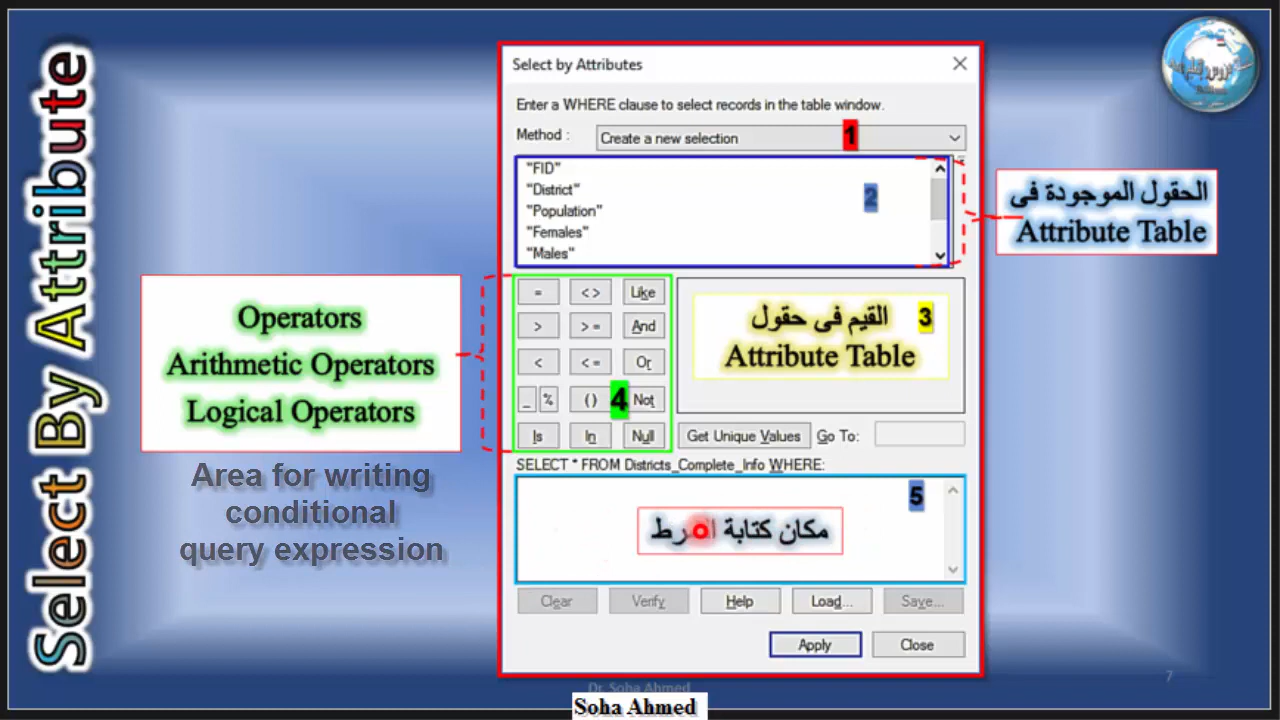 Select By Attribute
Select by Attributes
Enter a WHERE clause to select records in the table window.
Method :
Create a new selection
1
"FID"
"District"
"Population"
"Females"
"Males"
2
الحقول الموجودة فى
Attribute Table
Operators
Arithmetic Operators
Logical Operators
= < > Like
> > = And
< < = Or
_ % ( ) 4 Not
Is In Null
القيم فى حقول 3
Attribute Table
Get Unique Values Go To:
SELECT * FROM Districts_Complete_Info WHERE:
5
مكان كتابة
Area for writing
conditional
query expression
Clear Verify Help Load... Save...
Apply Close
7
Dr. Soha Ahmed
Soha Ahmed